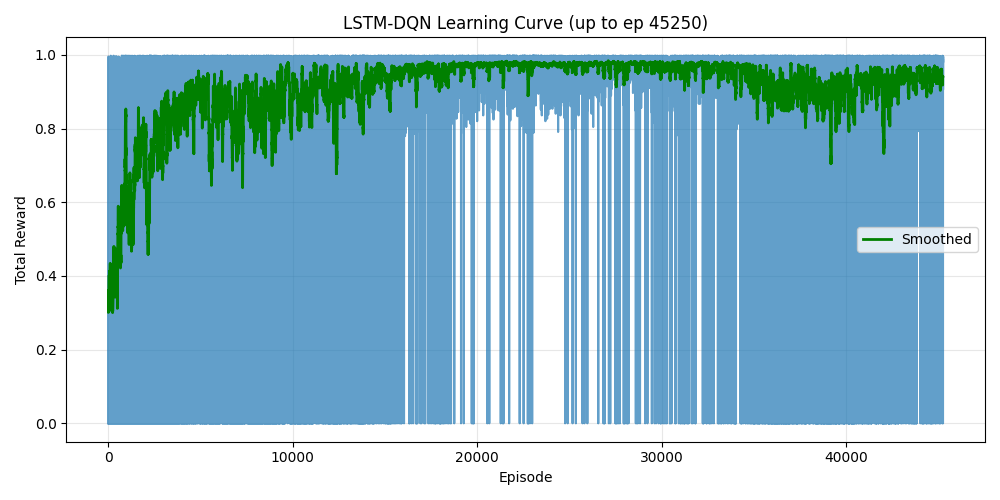 LSTM-DQN Learning Curve (up to ep 45250)
1.0
0.8
0.6
0.4
0.2
0.0
Total Reward
Smoothed
0 10000 20000 30000 40000
Episode